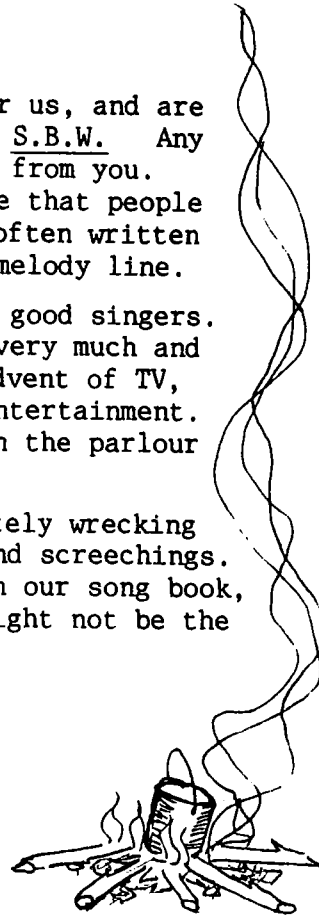 r us, and are
S.B.W. Any
from you.
e that people
often written
melody line.
good singers.
very much and
dvent of TV,
ntertainment.
n the parlour
tely wrecking
nd screechings.
n our song book,
ight not be the